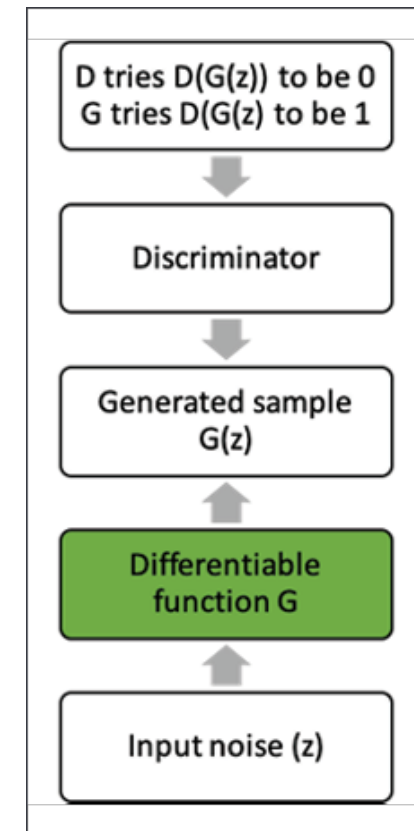 D tries D(G(z)) to be 0
G tries D(G(z) to be 1
Discriminator
Generated sample
G(z)
Differentiable
function G
Input noise (z)